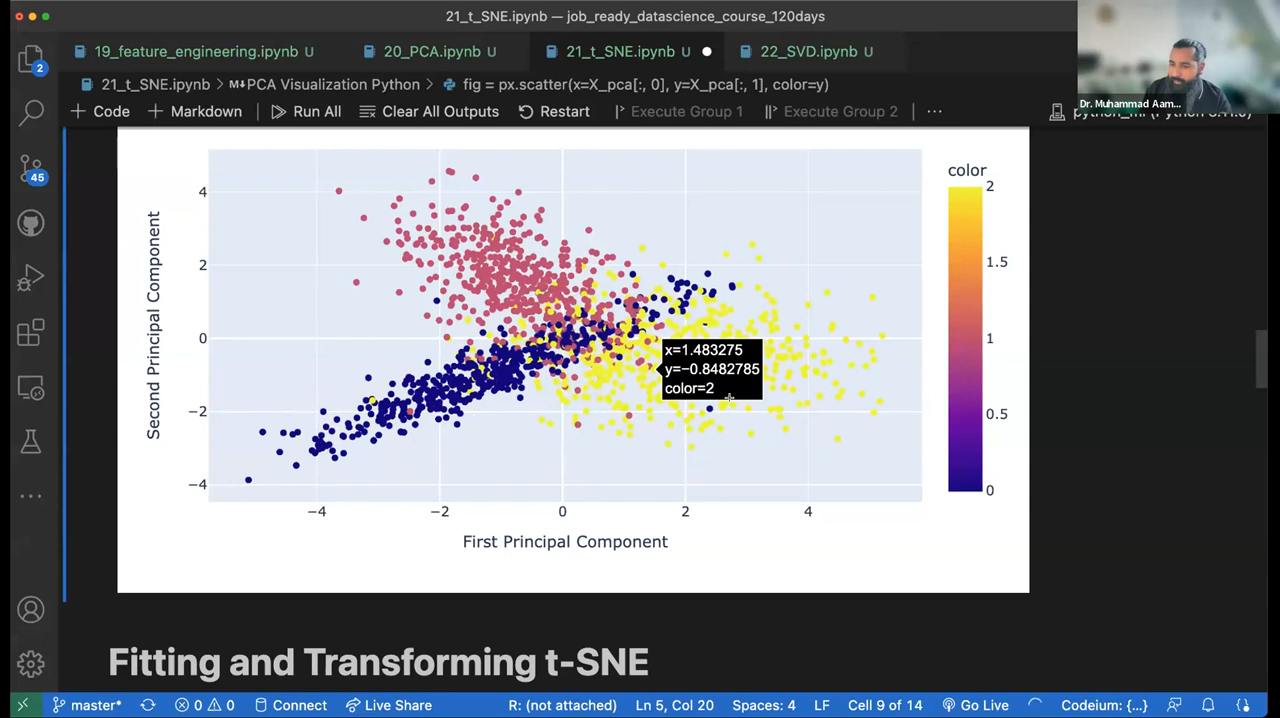 21_t_SNE.ipynb — job_ready_datascience_course_120days
19_feature_engineering.ipynb U
20_PCA.ipynb U
21_t_SNE.ipynb U
22_SVD.ipynb U
21_t_SNE.ipynb > M↓PCA Visualization Python > fig = px.scatter(x=X_pca[:, 0], y=X_pca[:, 1], color=y)
Dr. Muhammad Aam...
+ Code + Markdown Run All Clear All Outputs Restart Execute Group 1 Execute Group 2 ...
2
45
color
2
1.5
1
0.5
0
Second Principal Component
4
2
0
−2
−4
x=1.483275
y=−0.8482785
color=2
−4 −2 0 2 4
First Principal Component
Fitting and Transforming t-SNE
master* 0 0 Connect Live Share R: (not attached) Ln 5, Col 20 Spaces: 4 LF Cell 9 of 14 Go Live Codeium: {...}